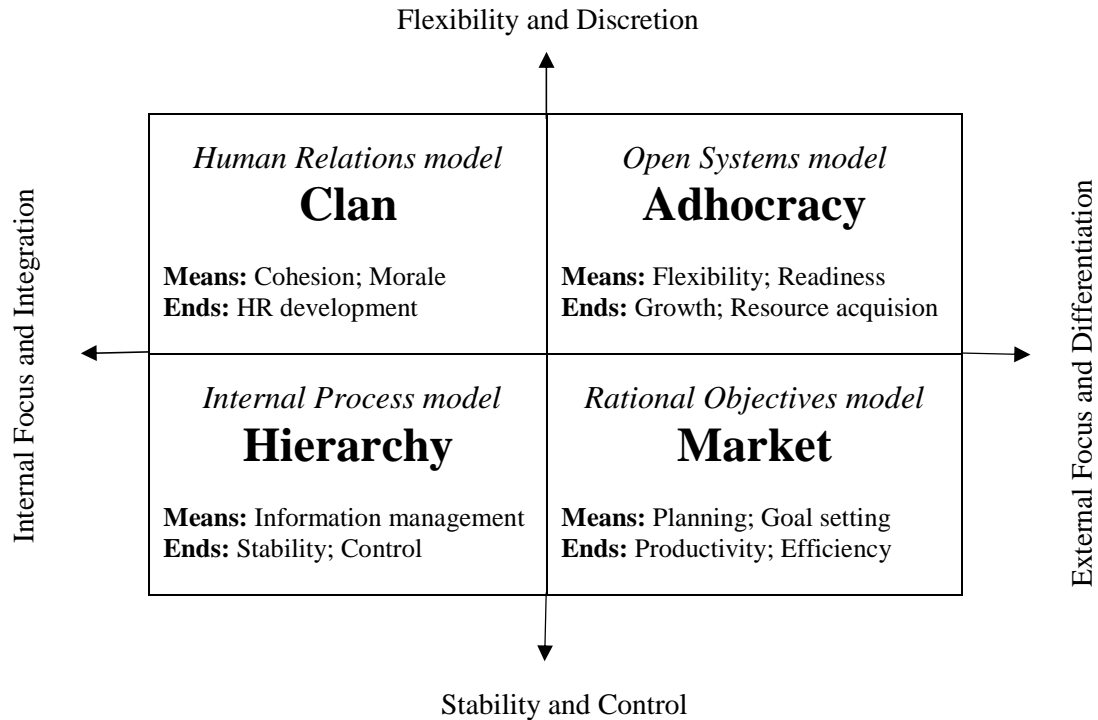 Flexibility and Discretion
Internal Focus and Integration
Human Relations model
Clan
Means: Cohesion; Morale
Ends: HR development
Open Systems model
Adhocracy
Means: Flexibility; Readiness
Ends: Growth; Resource acquision
External Focus and Differentiation
Internal Process model
Hierarchy
Means: Information management
Ends: Stability; Control
Rational Objectives model
Market
Means: Planning; Goal setting
Ends: Productivity; Efficiency
Stability and Control